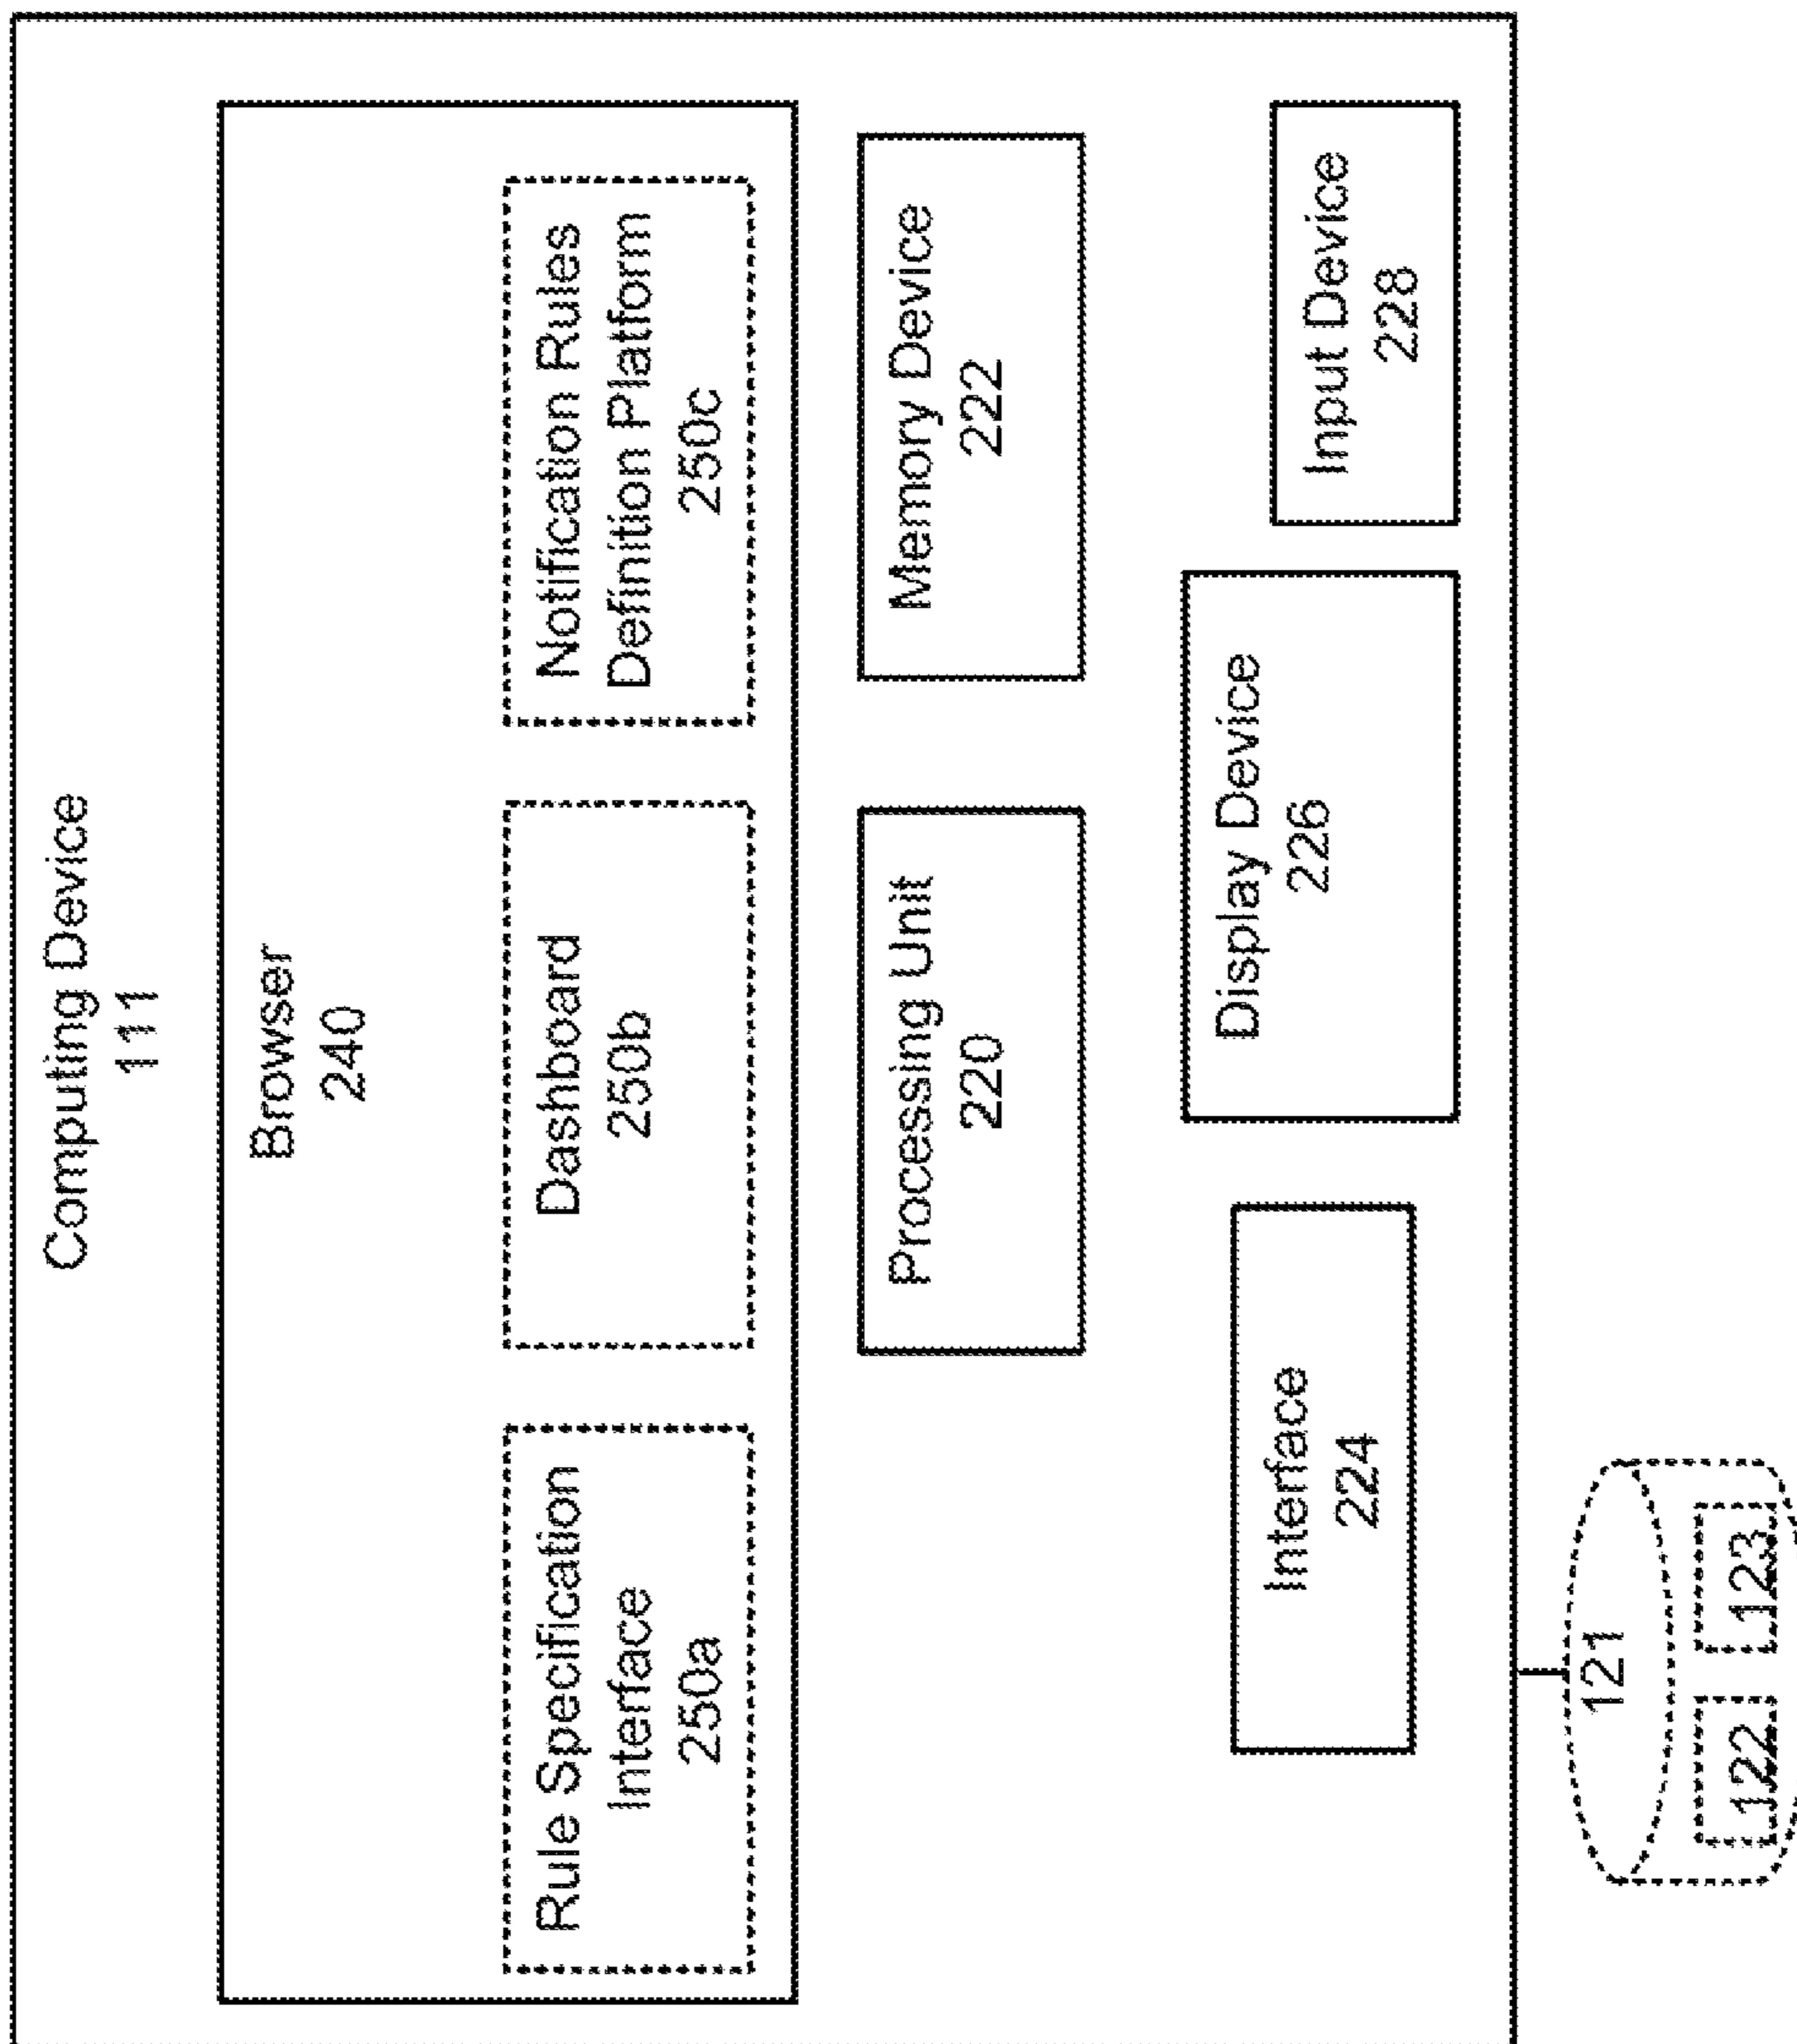 Computing Device
111
Browser
240
Rule Specification
Interface
250a
Dashboard
250b
Notification Rules
Definition Platform
250c
Processing Unit
220
Memory Device
222
Interface
224
Display Device
226
Input Device
228
121
122
123